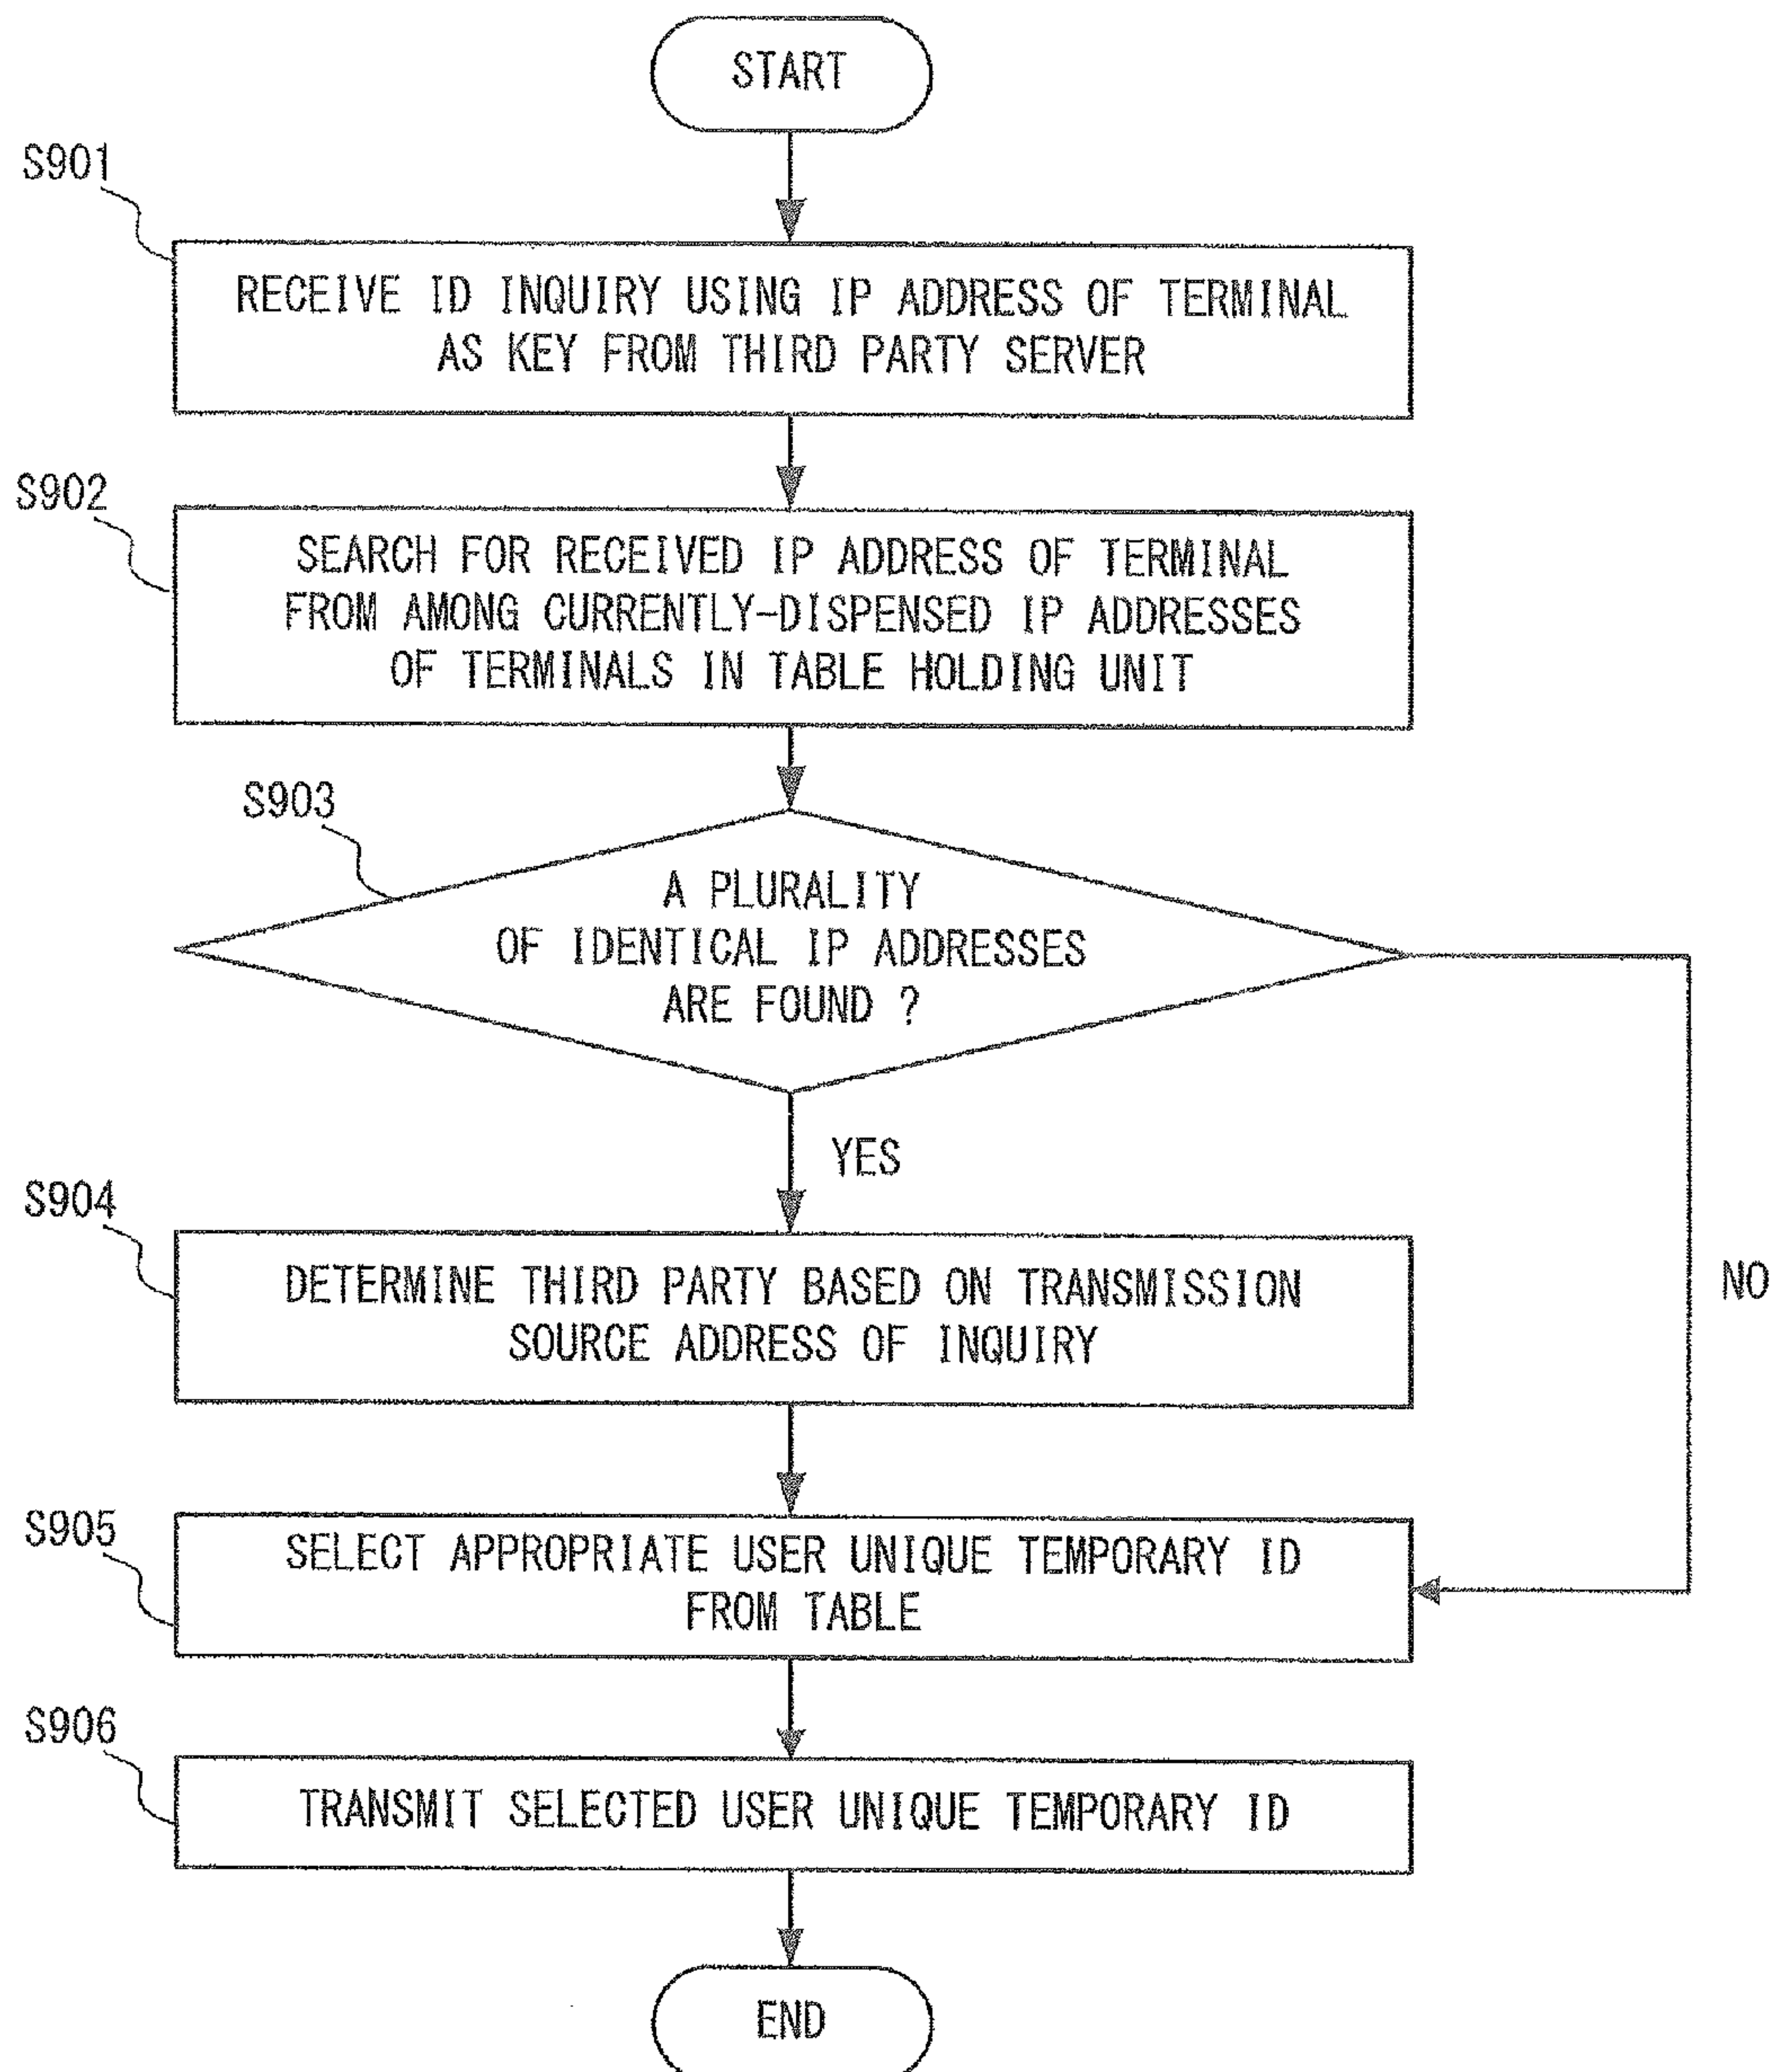 START
S901
RECEIVE ID INQUIRY USING IP ADDRESS OF TERMINAL
AS KEY FROM THIRD PARTY SERVER
S902
SEARCH FOR RECEIVED IP ADDRESS OF TERMINAL
FROM AMONG CURRENTLY-DISPENSED IP ADDRESSES
OF TERMINALS IN TABLE HOLDING UNIT
S903
A PLURALITY
OF IDENTICAL IP ADDRESSES
ARE FOUND ?
YES
NO
S904
DETERMINE THIRD PARTY BASED ON TRANSMISSION
SOURCE ADDRESS OF INQUIRY
S905
SELECT APPROPRIATE USER UNIQUE TEMPORARY ID
FROM TABLE
S906
TRANSMIT SELECTED USER UNIQUE TEMPORARY ID
END